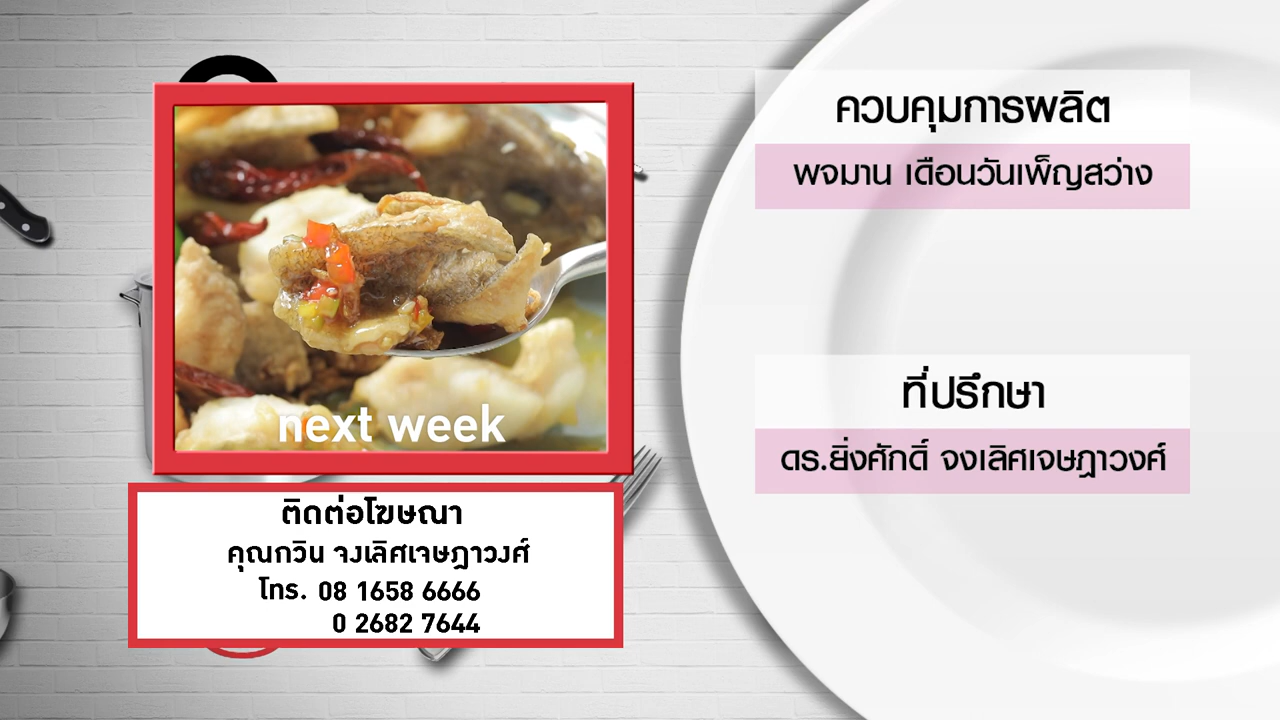 next week
ติดต่อโฆษณา
คุณกวิน จงเลิศเจษฎาวงศ์
โทร. 08 1658 6666
0 2682 7644
ควบคุมการผลิต
พจมาน เดือนวันเพ็ญสว่าง
ที่ปรึกษา
ดร.ยิ่งศักดิ์ จงเลิศเจษฎาวงศ์